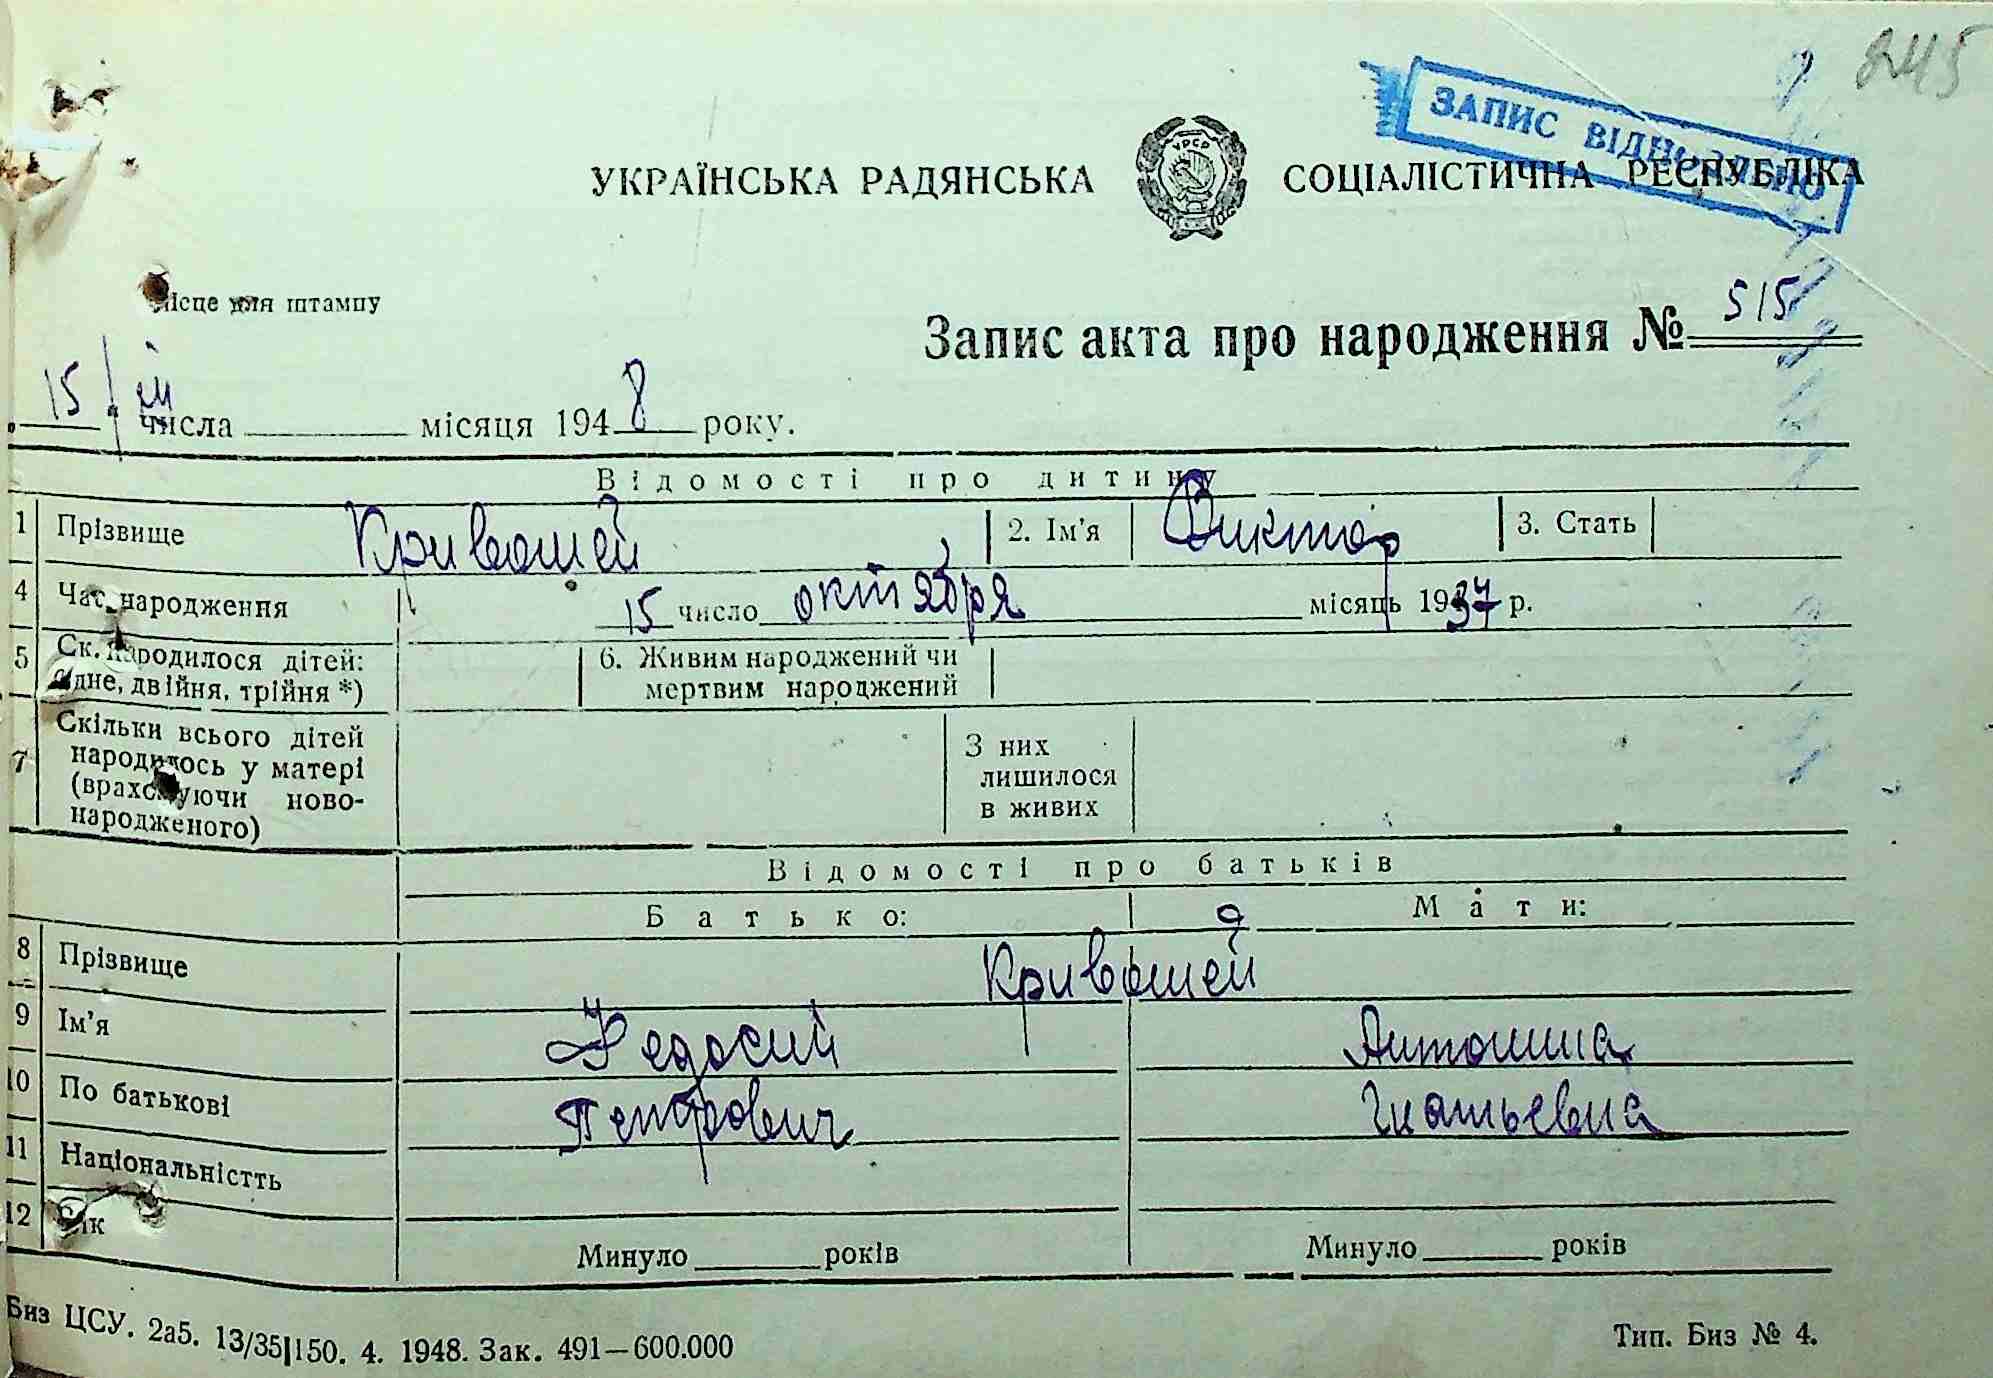 245
ЗАПИС ВІДНОВЛЕНО
УРСР
УКРАЇНСЬКА РАДЯНСЬКА СОЦІАЛІСТИЧНА РЕСПУБЛІКА
Місце для штампу
Запис акта про народження № 515
15/ІІІ числа місяця 1948 року.
Відомості про дитину
1 Прізвище Кривошей 2. Ім'я Виктор 3. Стать
4 Час народження 15 число октября місяць 1937 р.
5 Ск. народилося дітей: 6. Живим народжений чи
одне, двійня, трійня *) мертвим народжений
7 Скільки всього дітей З них
народилось у матері лишилося
(враховуючи ново- в живих
народженого)
Відомості про батьків
Батько: Мати:
8 Прізвище Кривошей
9 Ім'я Федосий Антонина
10 По батькові Петрович Игнатьевна
11 Національністть
12 Вік Минуло років Минуло років
Биз ЦСУ. 2а5. 13/35|150. 4. 1948. Зак. 491—600.000 Тип. Биз № 4.